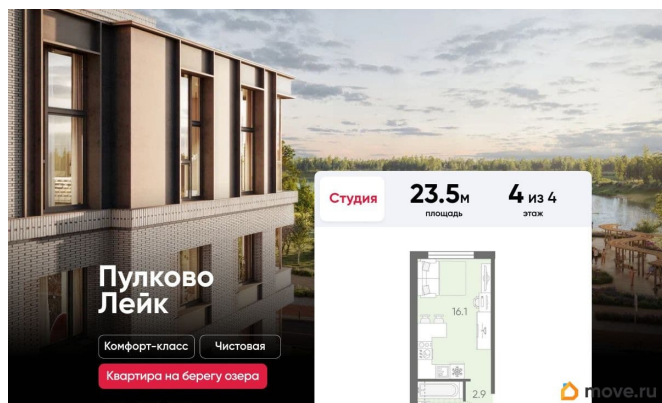 Пулково
Лейк
Комфорт-класс
Чистовая
Квартира на берегу озера
Студия
23.5м
площадь
4 из 4
этаж
16.1
2.9
move.ru